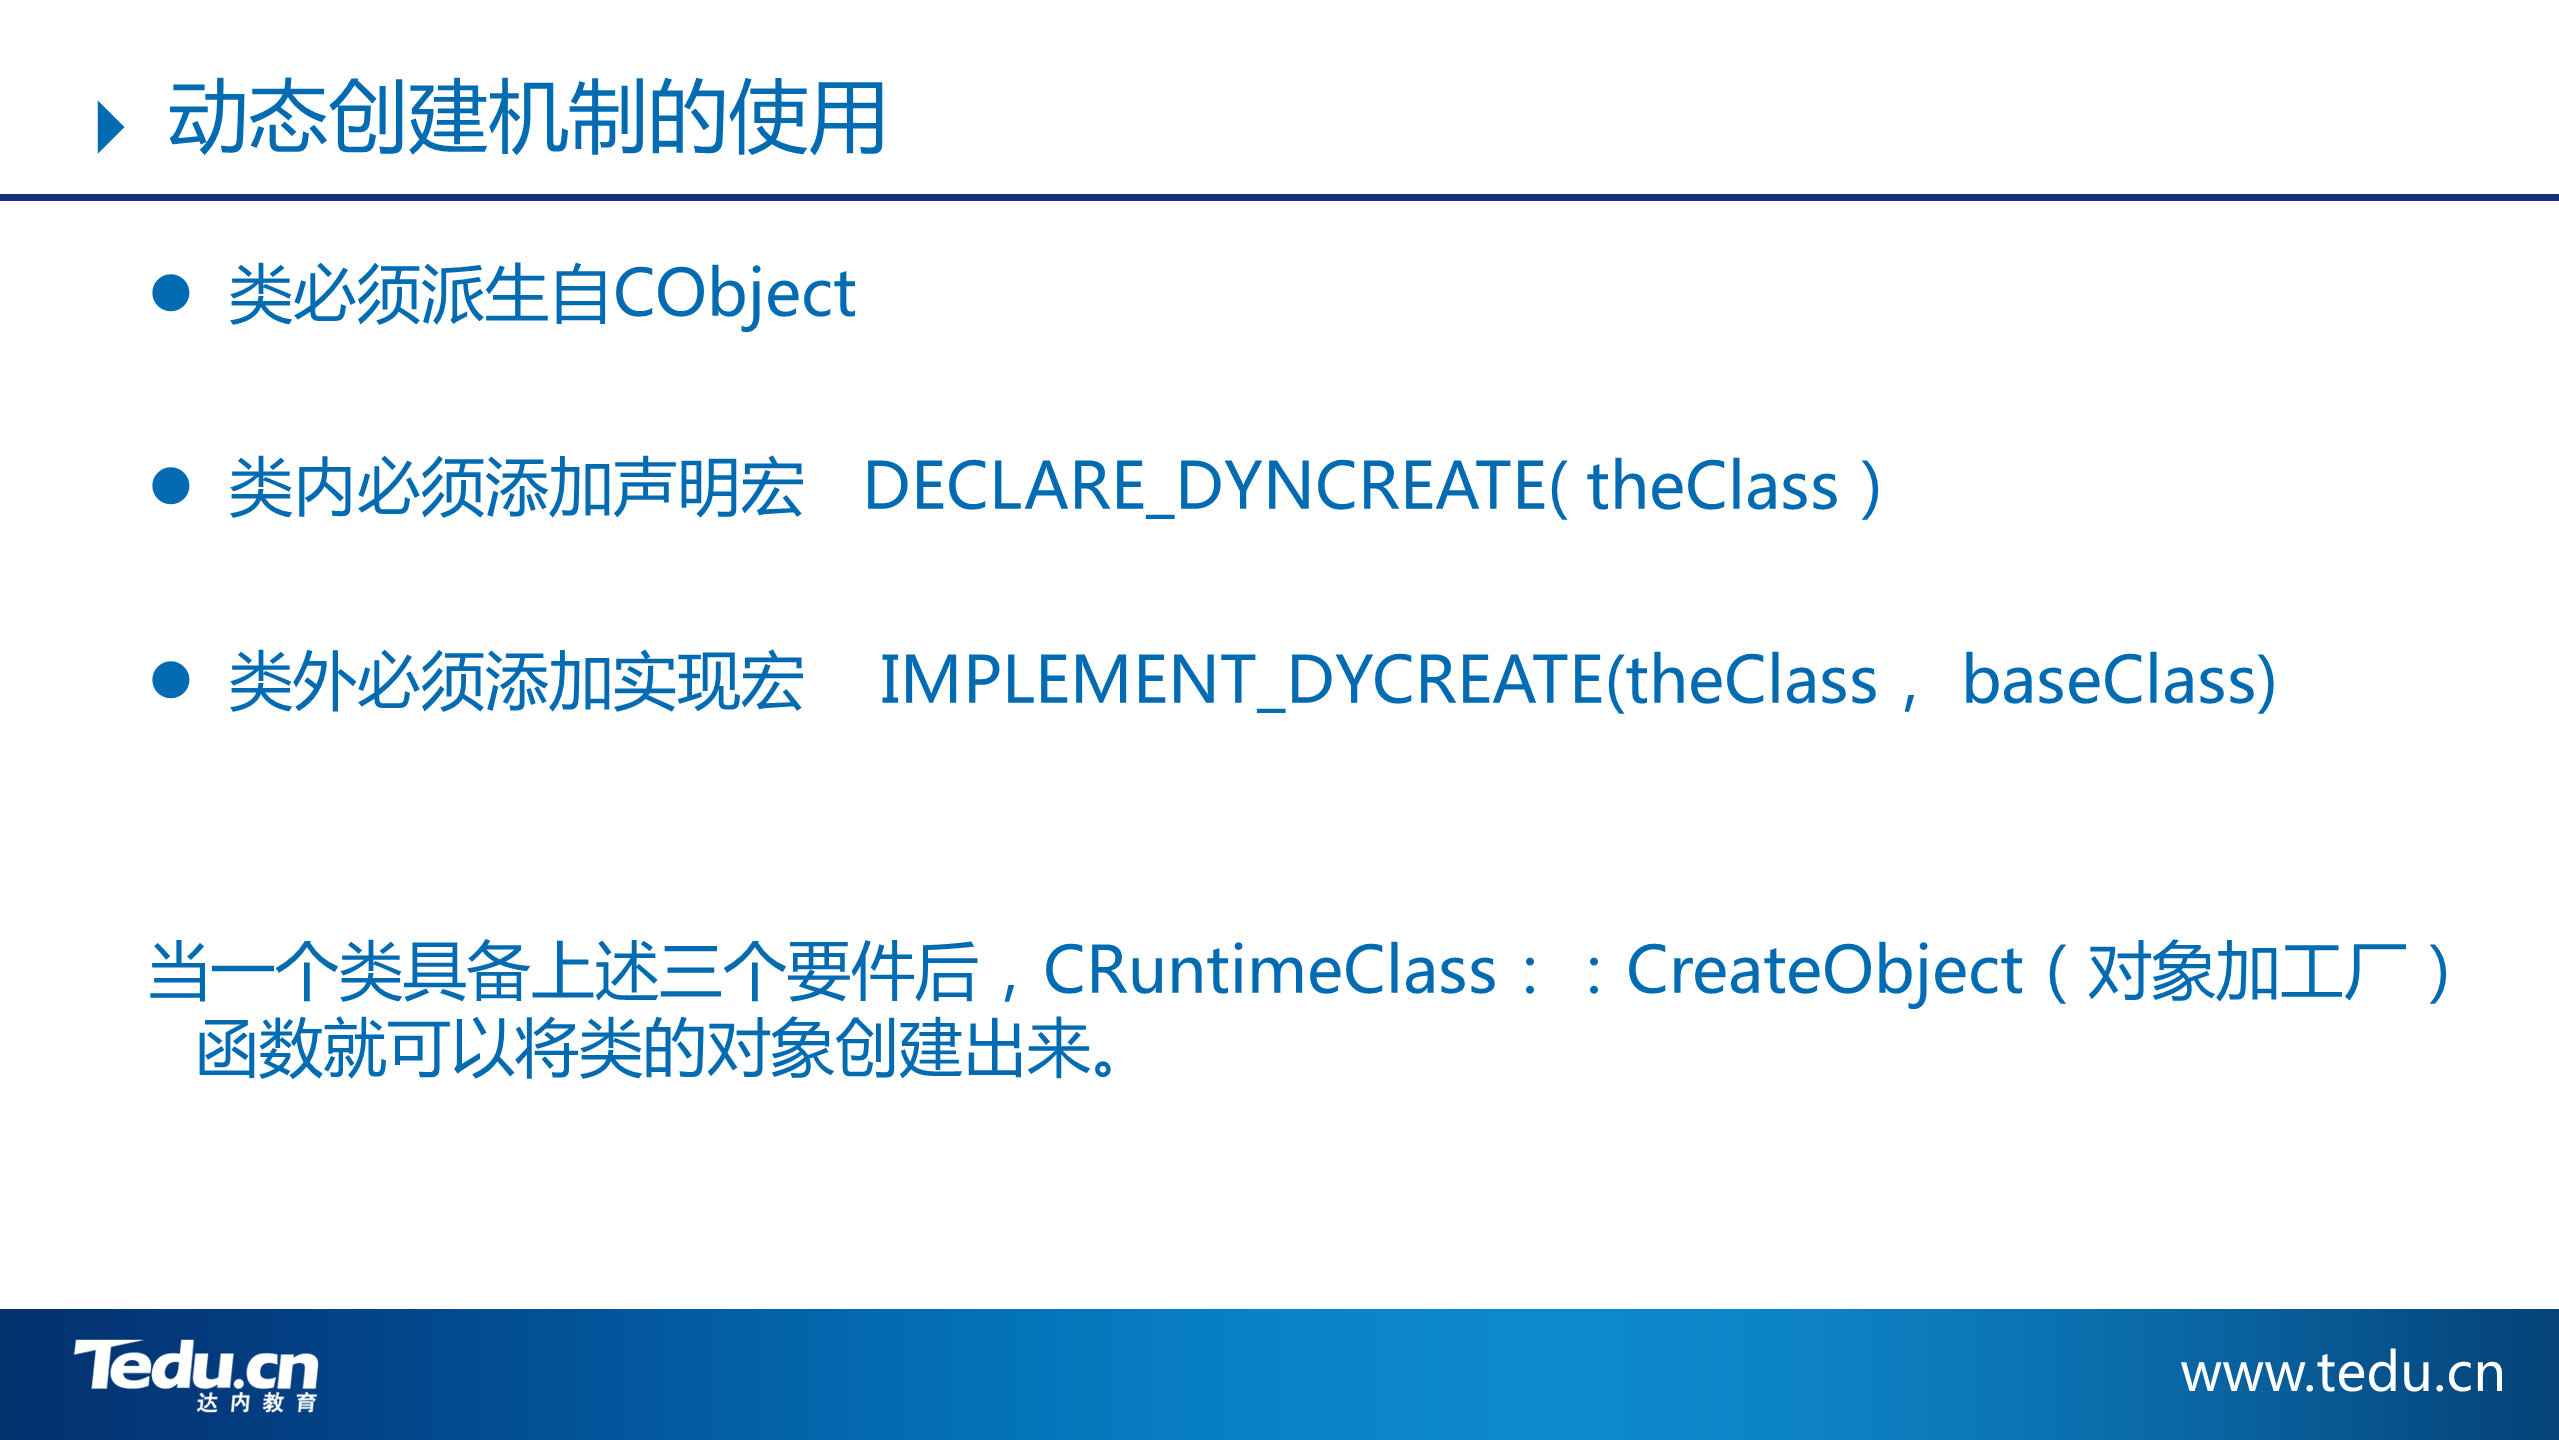 动态创建机制的使用
类必须派生自CObject
类内必须添加声明宏 DECLARE_DYNCREATE( theClass )
类外必须添加实现宏 IMPLEMENT_DYCREATE(theClass， baseClass)
当一个类具备上述三个要件后，CRuntimeClass：：CreateObject（对象加工厂）
函数就可以将类的对象创建出来。
Tedu.cn
达内教育
www.tedu.cn